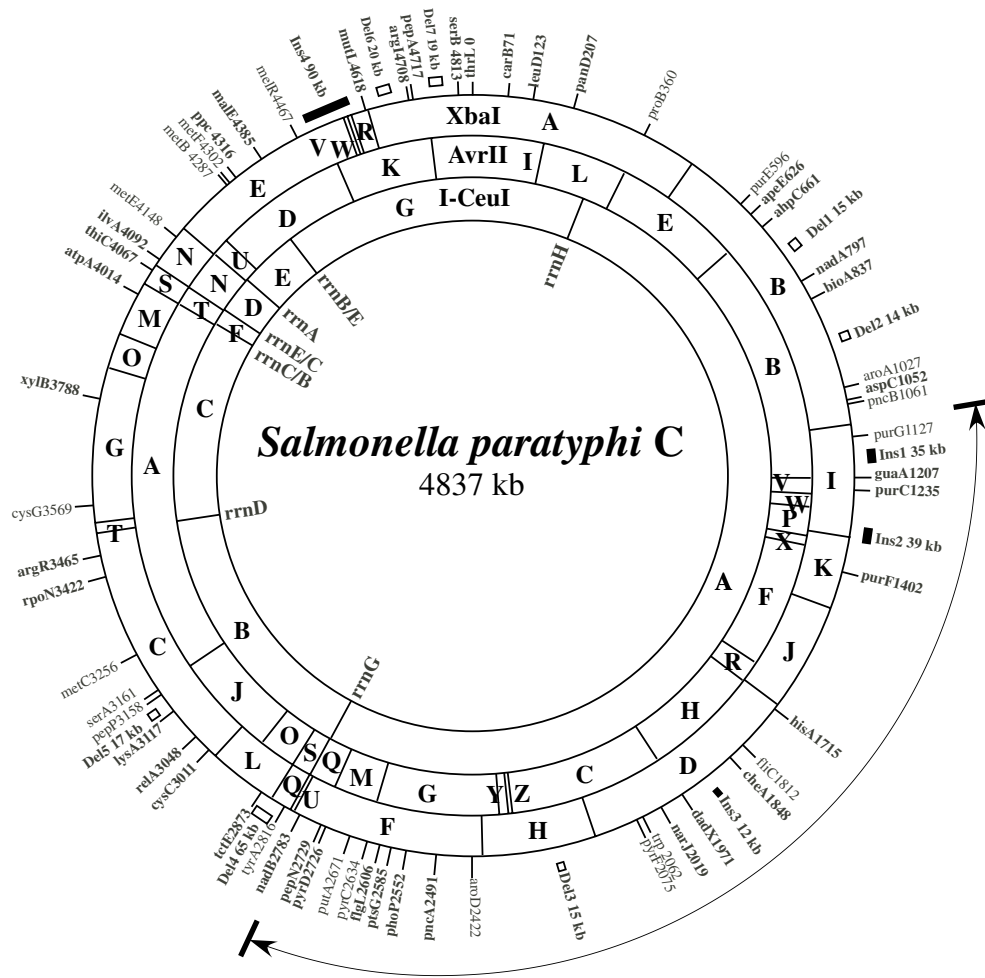 Salmonella paratyphi C
4837 kb
XbaI
AvrII
I-CeuI
thrL 0
carB71
leuD123
panD207
proB360
purE596
apeE626
ahpC661
Del1 15 kb
nadA797
bioA837
Del2 14 kb
aroA1027
aspC1052
pncB1061
purG1127
Ins1 35 kb
guaA1207
purC1235
Ins2 39 kb
purF1402
hisA1715
fliC1812
cheA1848
Ins3 12 kb
dadX1971
narI2019
trp 2062
pyrF2075
Del3 15 kb
aroD2422
pncA2491
phoP2552
ptsG2585
flgL2606
pyrC2634
putA2671
pyrD2726
pepN2729
nadB2783
tyrA2816
Del4 65 kb
tctE2873
cysC3011
relA3048
lysA3117
Del5 17 kb
pepP3158
serA3161
metC3256
rpoN3422
argR3465
cysG3569
xylB3788
atpA4014
thiC4067
ilvA4092
metE4148
metB 4287
metF4302
ppc 4316
malE4385
melR4467
Ins4 90 kb
mutL4618
Del6 20 kb
argI4708
pepA4717
Del7 19 kb
serB 4813
A
B
I
K
J
D
H
F
U
Q
L
C
T
G
O
M
S
N
E
V
W
R
I
L
E
B
V
W
P
X
F
R
H
C
Z
Y
G
M
Q
S
O
J
A
T
N
U
D
K
G
A
B
C
F
D
E
rrnH
rrnG
rrnD
rrnC/B
rrnE/C
rrnA
rrnB/E